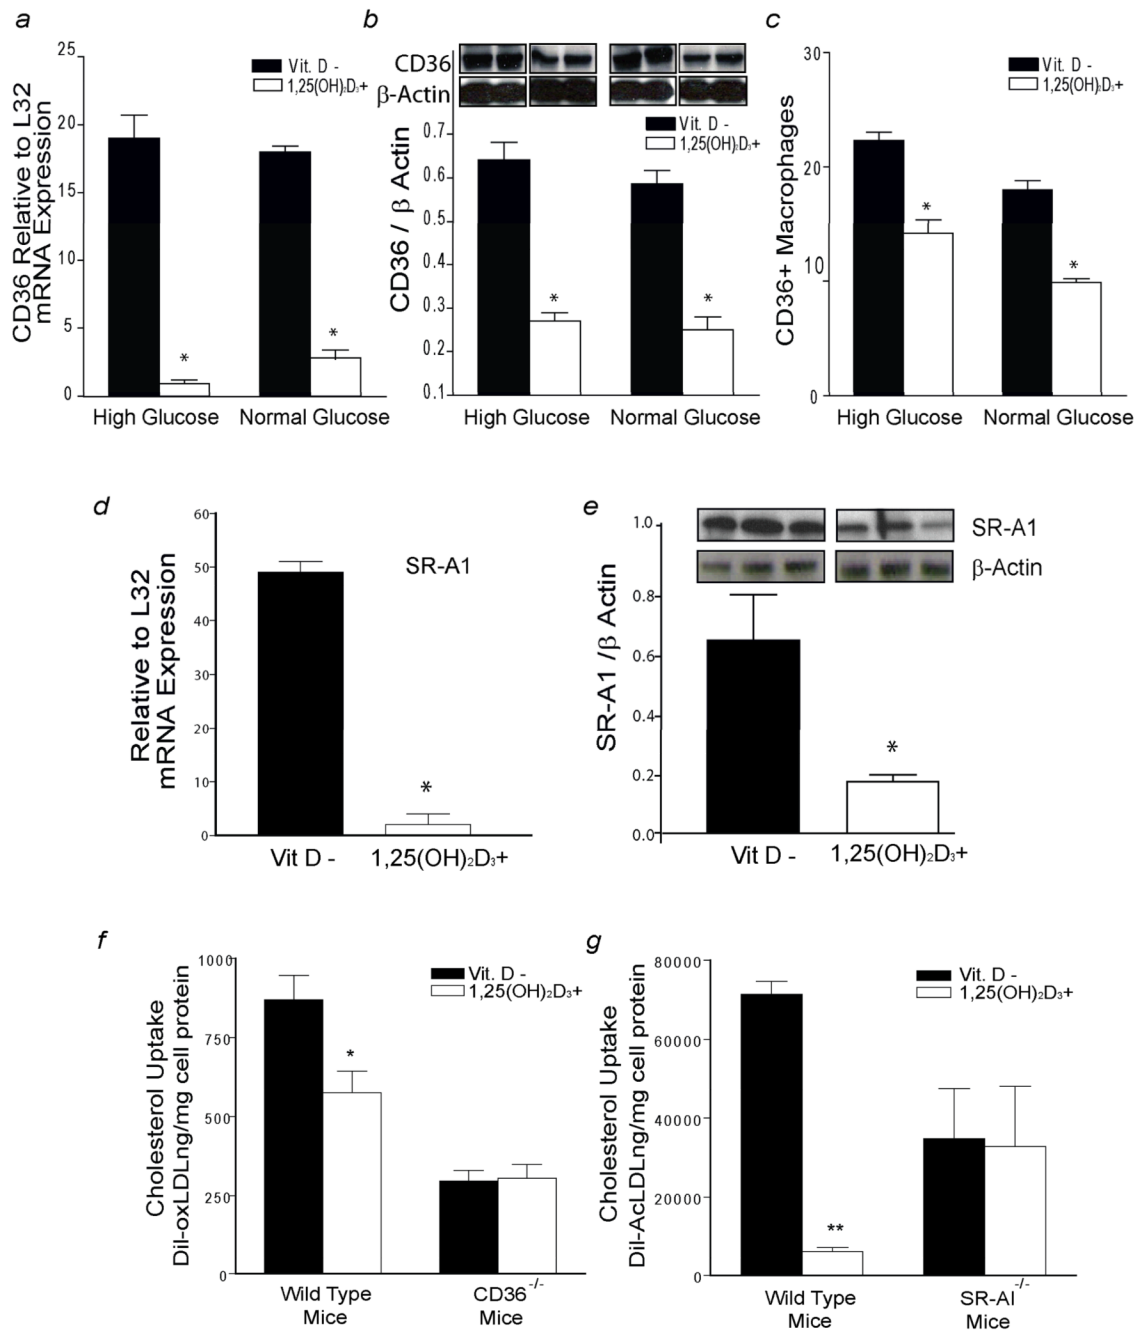 a
CD36 Relative to L32
mRNA Expression
25
20
15
10
5
0
Vit. D -
1,25(OH)₂D₃+
*
*
High Glucose
Normal Glucose
b
CD36
β-Actin
CD36 / β Actin
0.7
0.6
0.5
0.4
0.3
0.2
0.1
Vit. D -
1,25(OH)₂D₃+
*
*
High Glucose
Normal Glucose
c
CD36+ Macrophages
30
20
10
0
Vit. D -
1,25(OH)₂D₃+
*
*
High Glucose
Normal Glucose
d
Relative to L32
mRNA Expression
60
50
40
30
20
10
0
SR-A1
*
Vit D -
1,25(OH)₂D₃+
e
SR-A1 /β Actin
1.0
0.8
0.6
0.4
0.2
0.0
SR-A1
β-Actin
*
Vit D -
1,25(OH)₂D₃+
f
Cholesterol Uptake
Dil-oxLDLng/mg cell protein
1000
750
500
250
0
Vit. D -
1,25(OH)₂D₃+
*
Wild Type
Mice
CD36-/-
Mice
g
Cholesterol Uptake
Dil-AcLDLng/mg cell protein
80000
60000
40000
20000
0
Vit. D -
1,25(OH)₂D₃+
**
Wild Type
Mice
SR-AI-/-
Mice